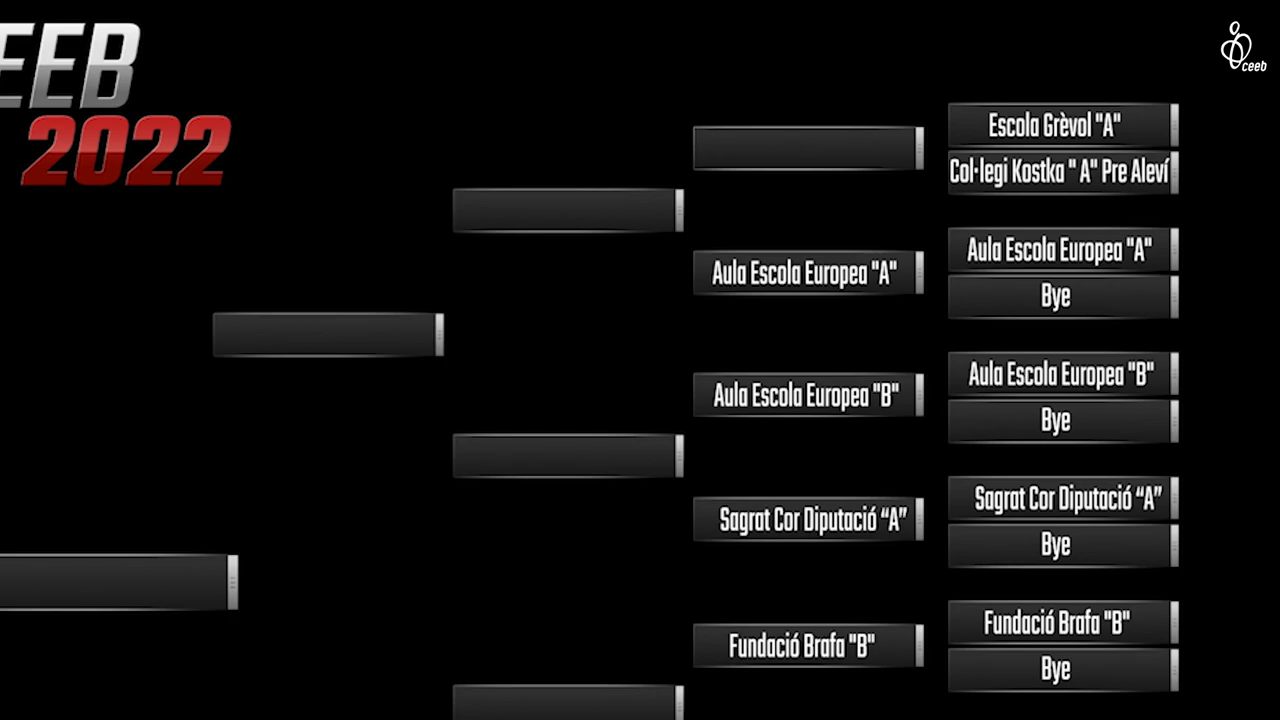 EEB
2022
ceeb
Escola Grèvol "A"
Col·legi Kostka " A" Pre Aleví
Aula Escola Europea "A"
Aula Escola Europea "A"
Bye
Aula Escola Europea "B"
Aula Escola Europea "B"
Bye
Sagrat Cor Diputació “A”
Sagrat Cor Diputació “A”
Bye
Fundació Brafa "B"
Fundació Brafa "B"
Bye